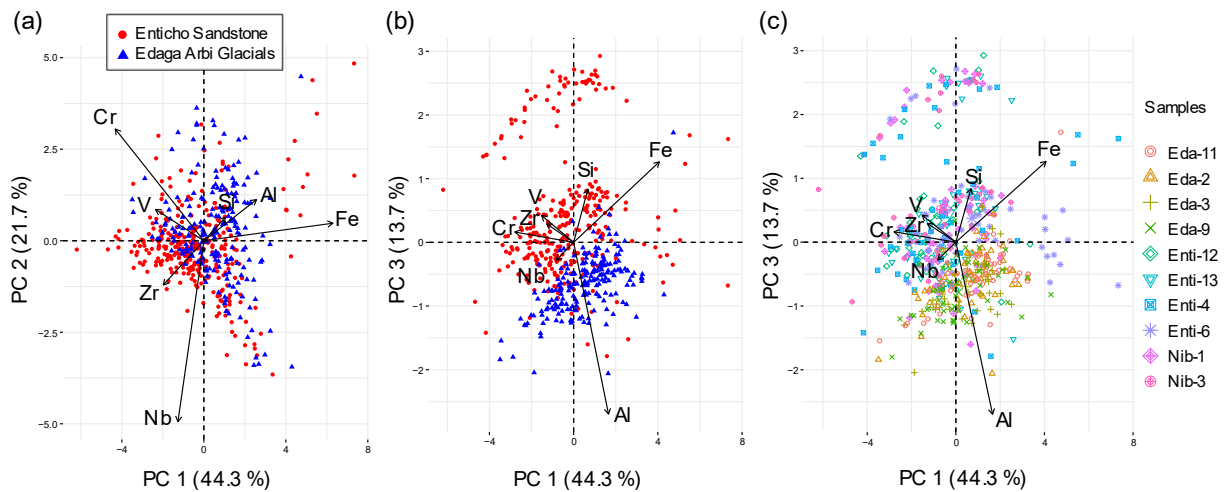 (a)
Enticho Sandstone
Edaga Arbi Glacials
5.0
2.5
0.0
−2.5
−5.0
PC 2 (21.7 %)
Cr
V
Si
Al
Fe
Zr
Nb
−4
0
4
8
PC 1 (44.3 %)
(b)
3
2
1
0
−1
−2
PC 3 (13.7 %)
Fe
Si
V
Zr
Cr
Nb
Al
−4
0
4
8
PC 1 (44.3 %)
(c)
3
2
1
0
−1
−2
PC 3 (13.7 %)
Fe
Si
V
Zr
Cr
Nb
Al
−4
0
4
8
PC 1 (44.3 %)
Samples
Eda-11
Eda-2
Eda-3
Eda-9
Enti-12
Enti-13
Enti-4
Enti-6
Nib-1
Nib-3